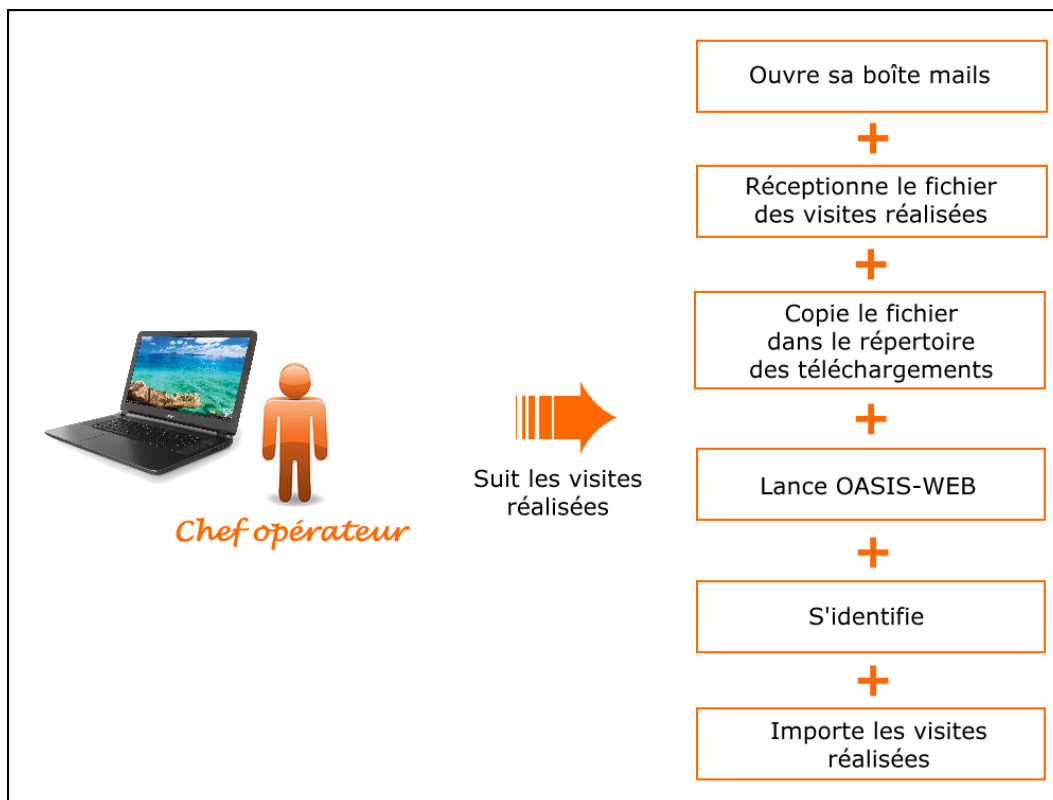 Ouvre sa boîte mails
+
Réceptionne le fichier
des visites réalisées
+
Copie le fichier
dans le répertoire
des téléchargements
+
Lance OASIS-WEB
+
S'identifie
+
Importe les visites
réalisées
Suit les visites
réalisées
Chef opérateur